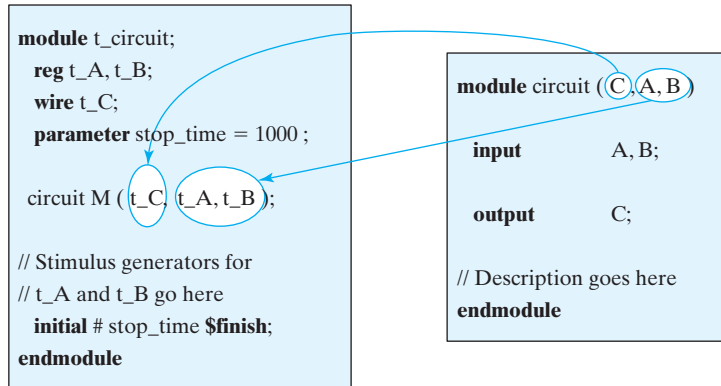 module t_circuit;
reg t_A, t_B;
wire t_C;
parameter stop_time = 1000 ;
circuit M ( t_C, t_A, t_B );
// Stimulus generators for
// t_A and t_B go here
initial # stop_time $finish;
endmodule
module circuit ( C , A, B )
input A, B;
output C;
// Description goes here
endmodule